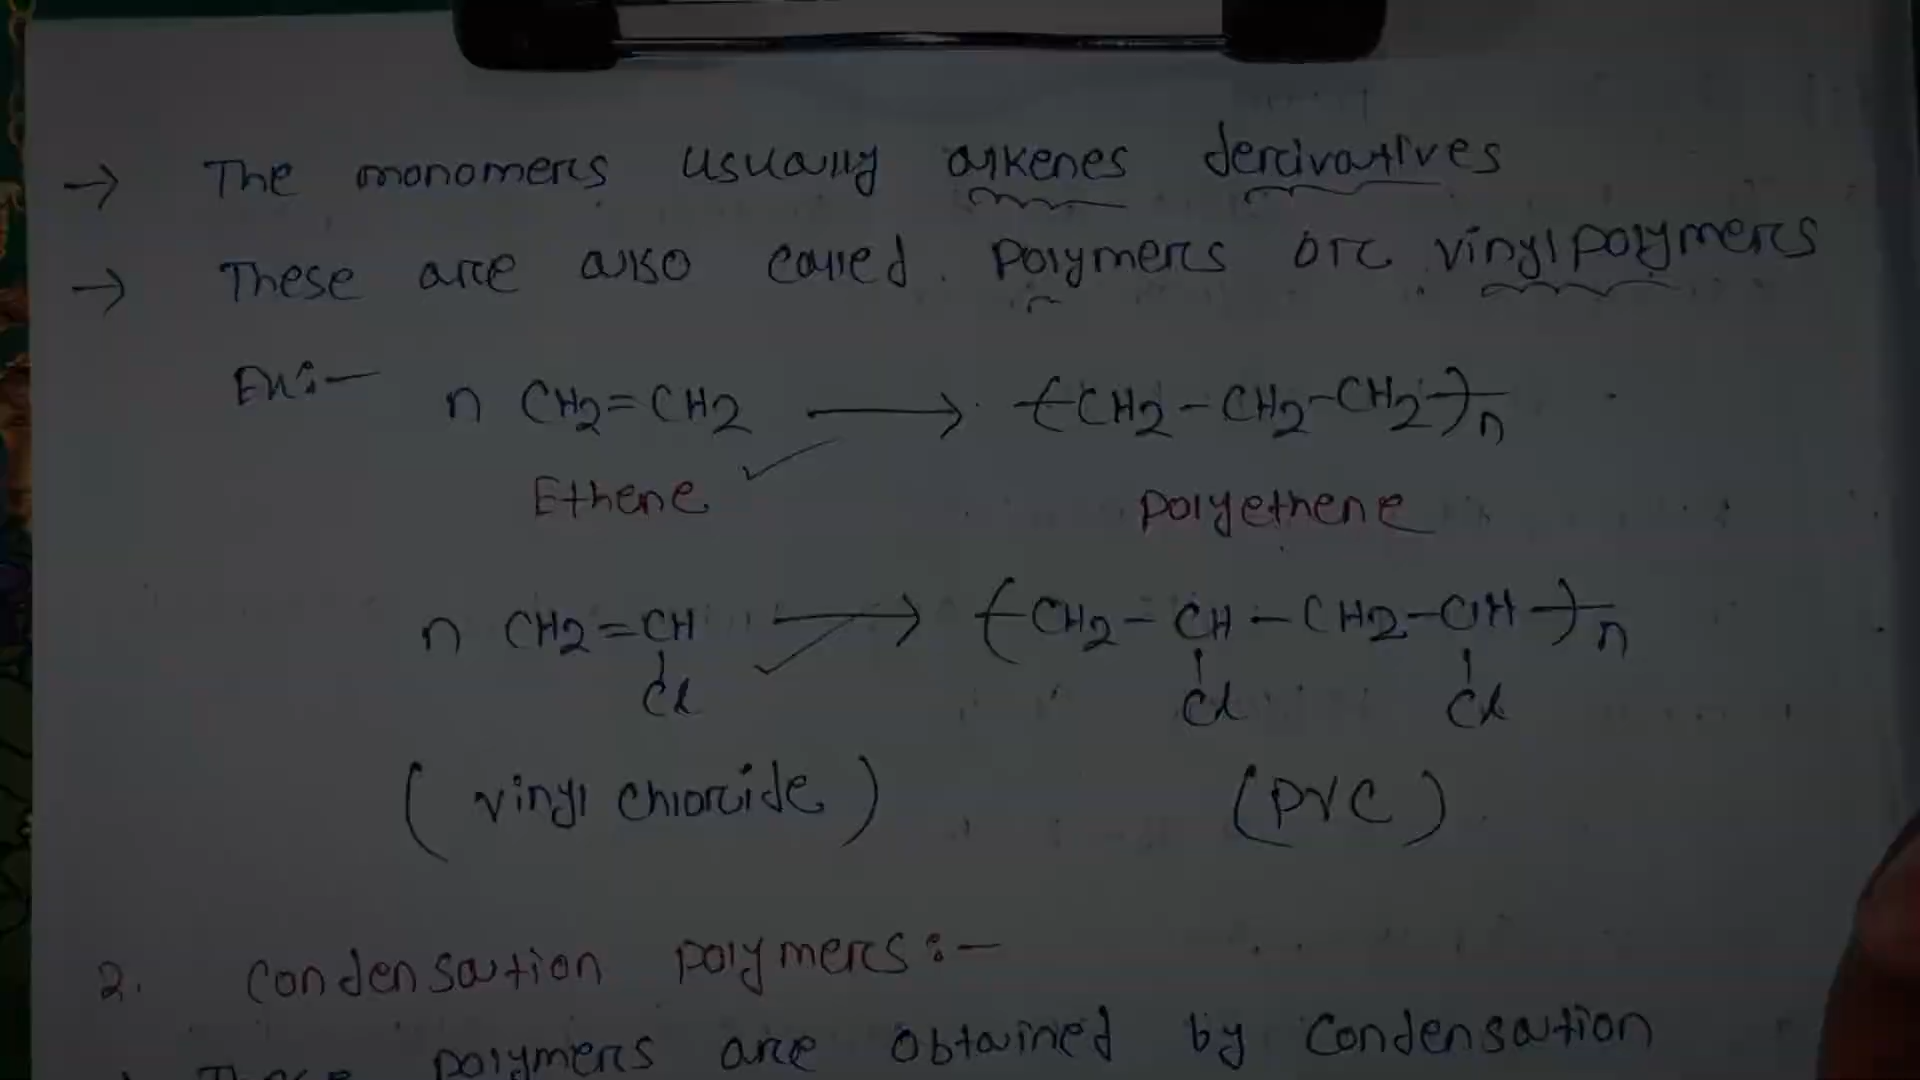 → The monomers usually alkenes derivatives
→ These are also called polymers or vinyl polymers
Ex:- n CH2=CH2 → -(CH2-CH2-CH2-)n
Ethene polyethene
n CH2=CH → -(CH2-CH-CH2-CH-)n
Cl Cl Cl
(vinyl chloride) (PVC)
2. Condensation polymers:-
These polymers are obtained by Condensation